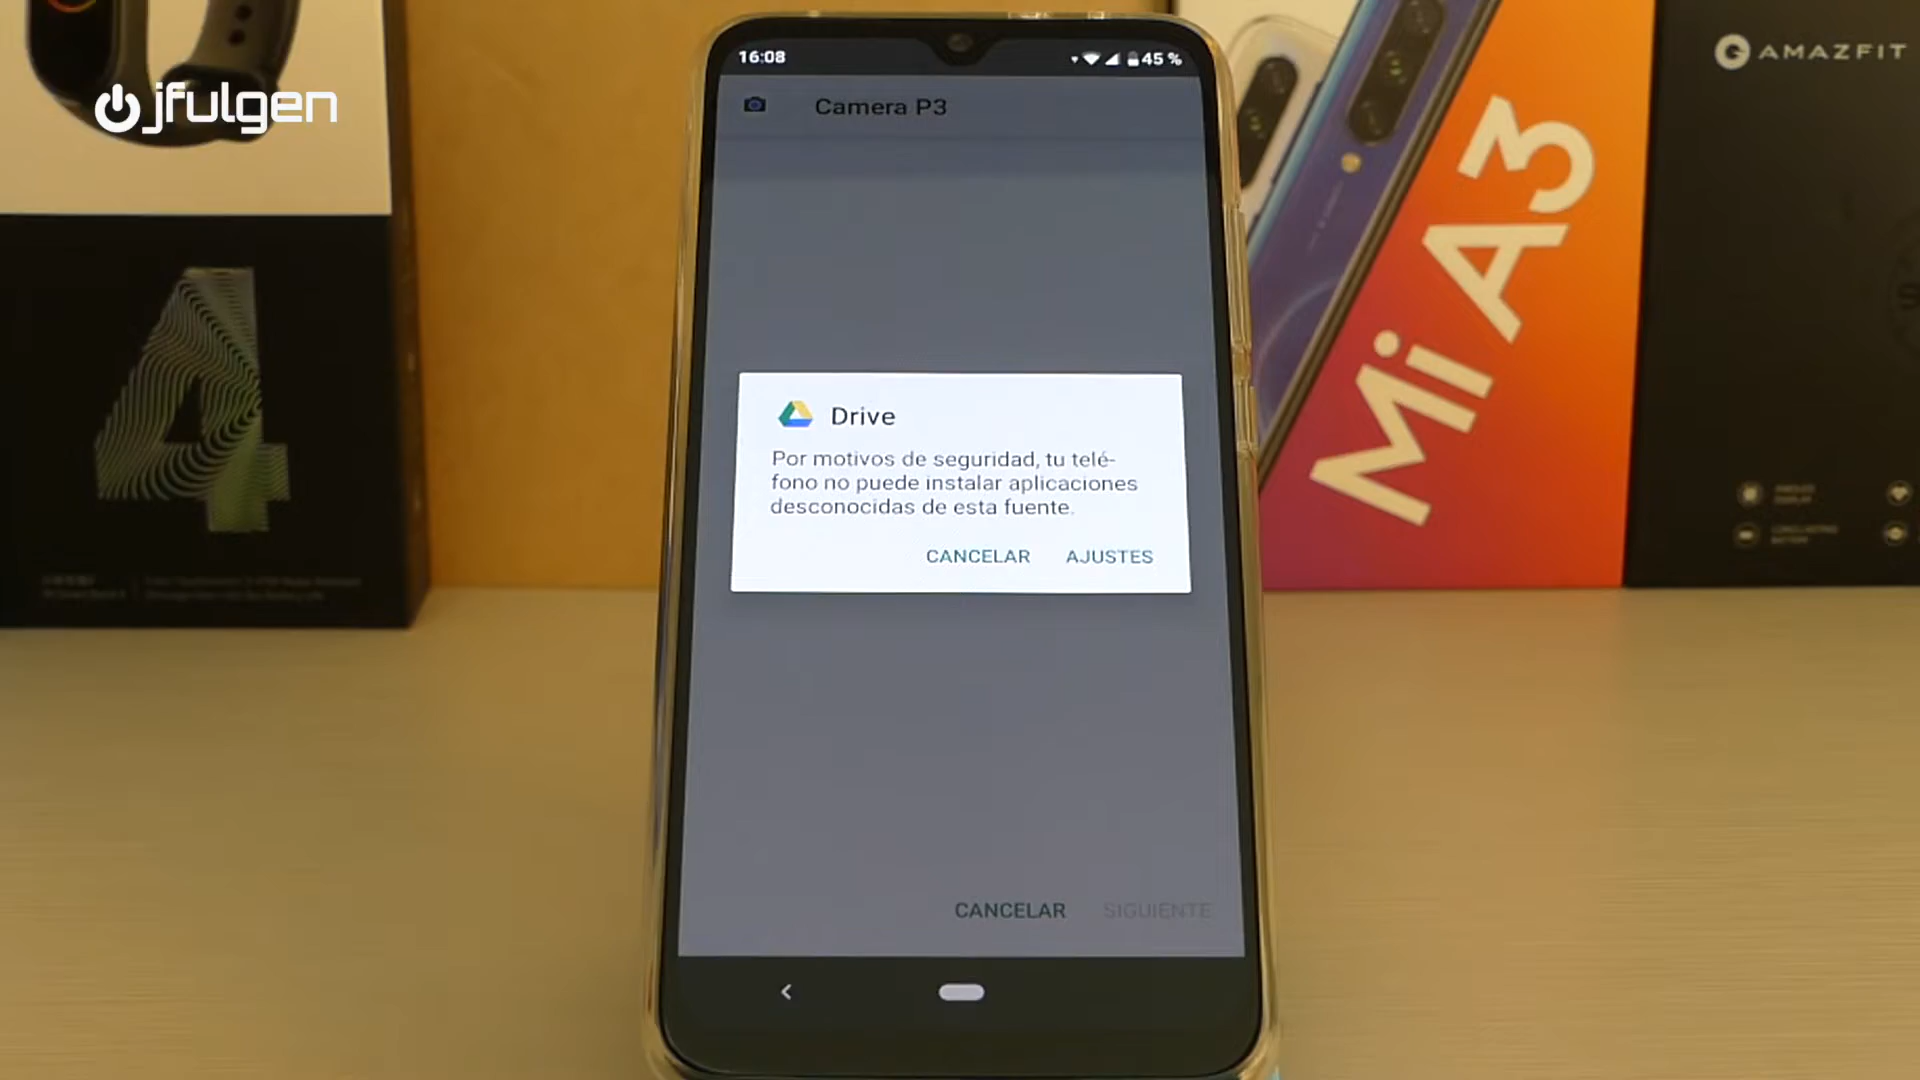 jfulgen
16:08
45 %
Camera P3
Drive
Por motivos de seguridad, tu telé-
fono no puede instalar aplicaciones
desconocidas de esta fuente.
CANCELAR AJUSTES
CANCELAR SIGUIENTE
4
Mi A3
AMAZFIT